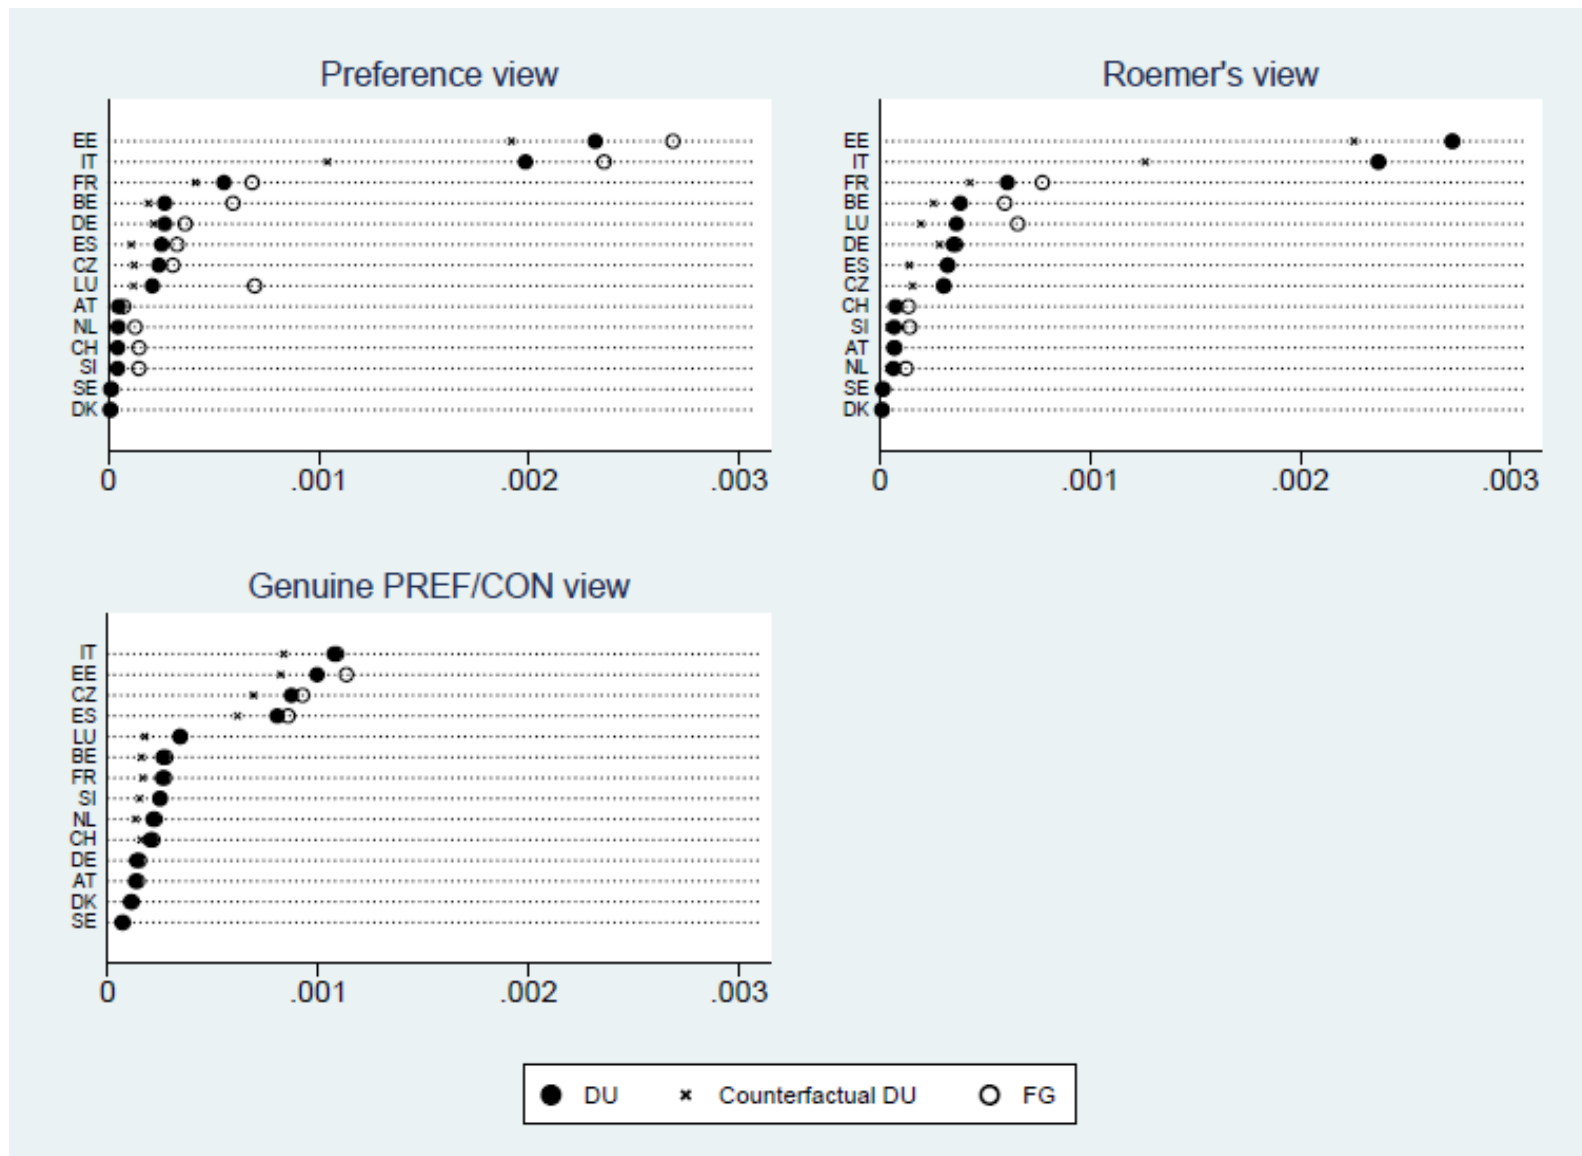 Preference view
EE
IT
FR
BE
DE
ES
CZ
LU
AT
NL
CH
SI
SE
DK
0 .001 .002 .003
Roemer's view
EE
IT
FR
BE
LU
DE
ES
CZ
CH
SI
AT
NL
SE
DK
0 .001 .002 .003
Genuine PREF/CON view
IT
EE
CZ
ES
LU
BE
FR
SI
NL
CH
DE
AT
DK
SE
0 .001 .002 .003
DU Counterfactual DU FG